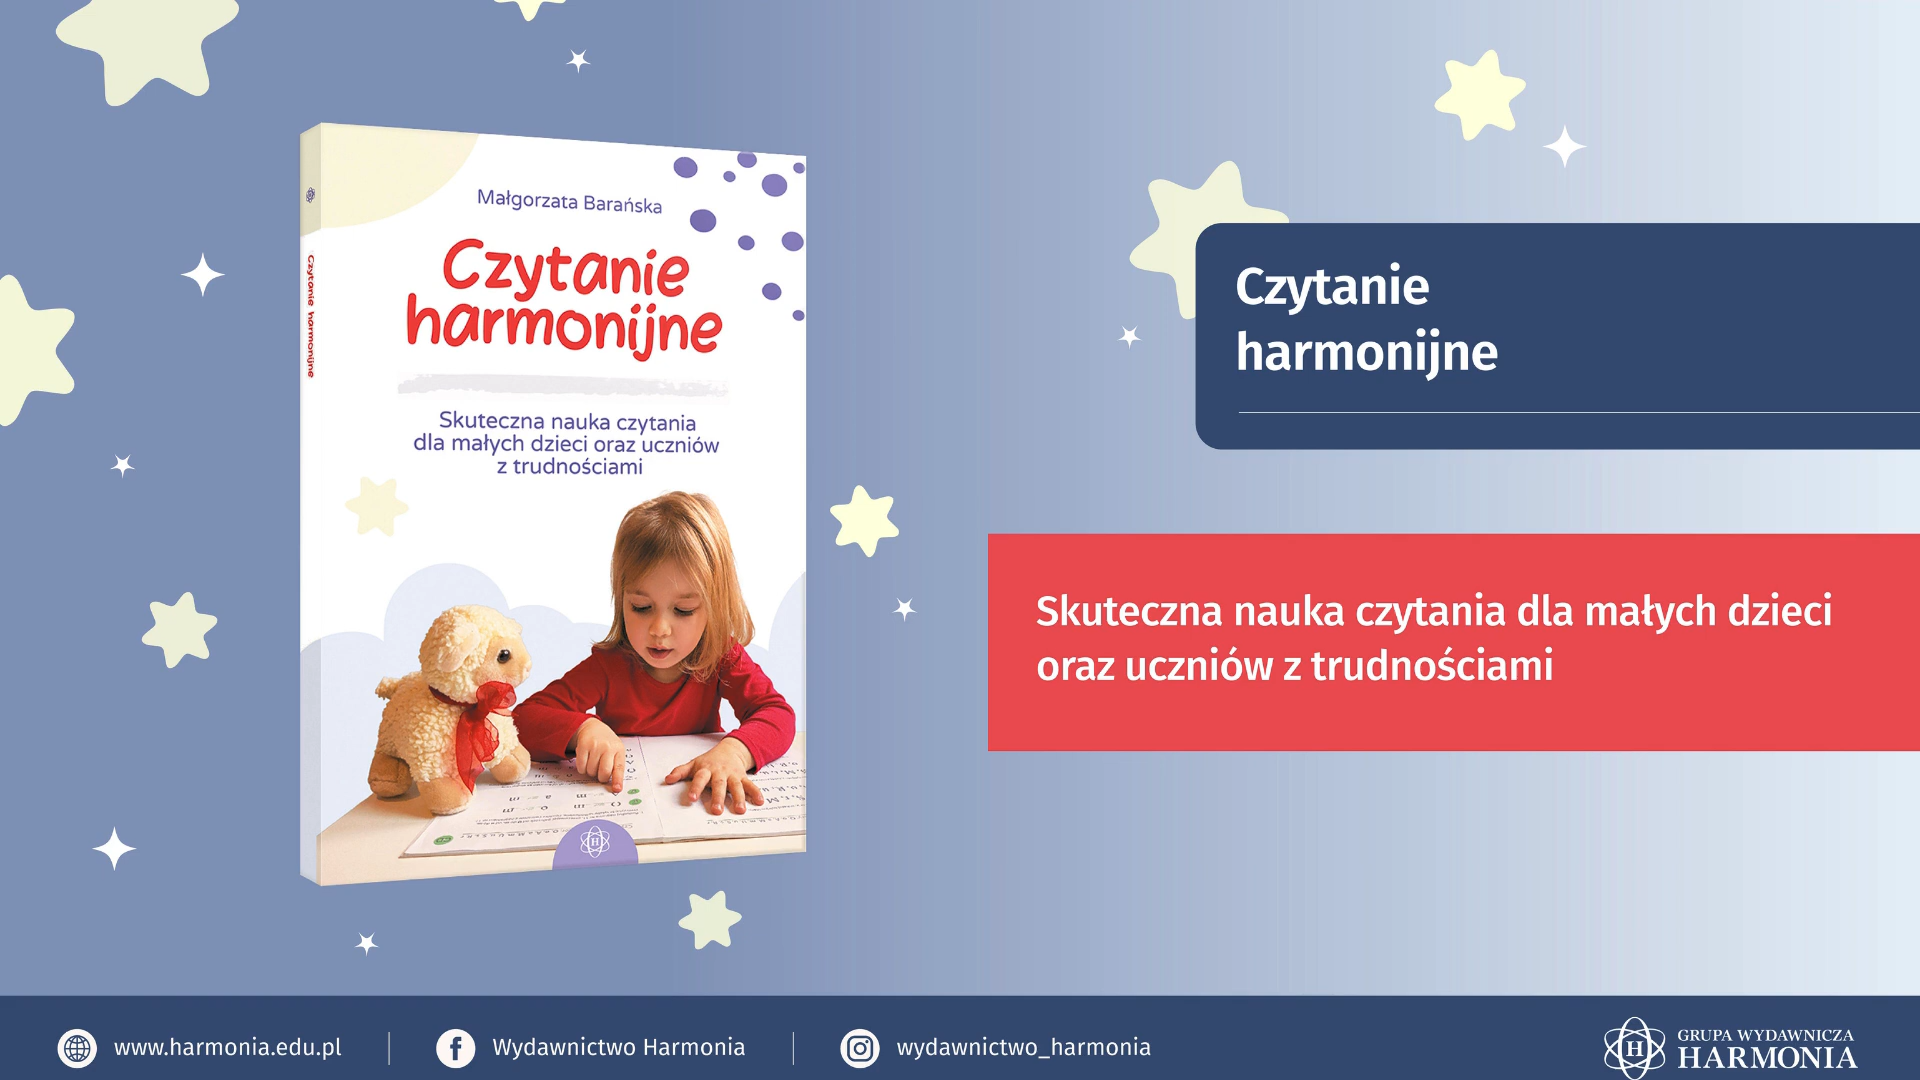 Małgorzata Barańska
Czytanie
harmonijne
Skuteczna nauka czytania
dla małych dzieci oraz uczniów
z trudnościami
Czytanie harmonijne
H
Czytanie
harmonijne
Skuteczna nauka czytania dla małych dzieci
oraz uczniów z trudnościami
www.harmonia.edu.pl
Wydawnictwo Harmonia
wydawnictwo_harmonia
H
GRUPA WYDAWNICZA
HARMONIA